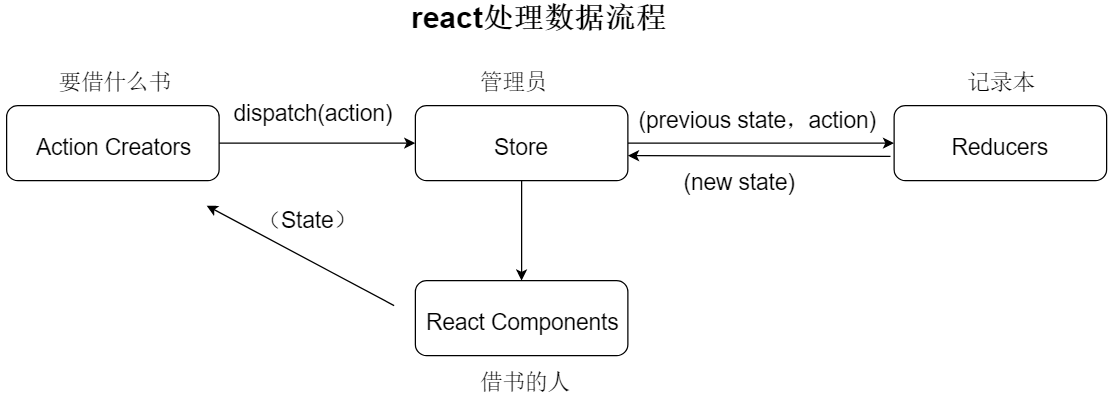 react处理数据流程
要借什么书
管理员
记录本
dispatch(action)
(previous state，action)
Action Creators
Store
Reducers
(new state)
（State）
React Components
借书的人